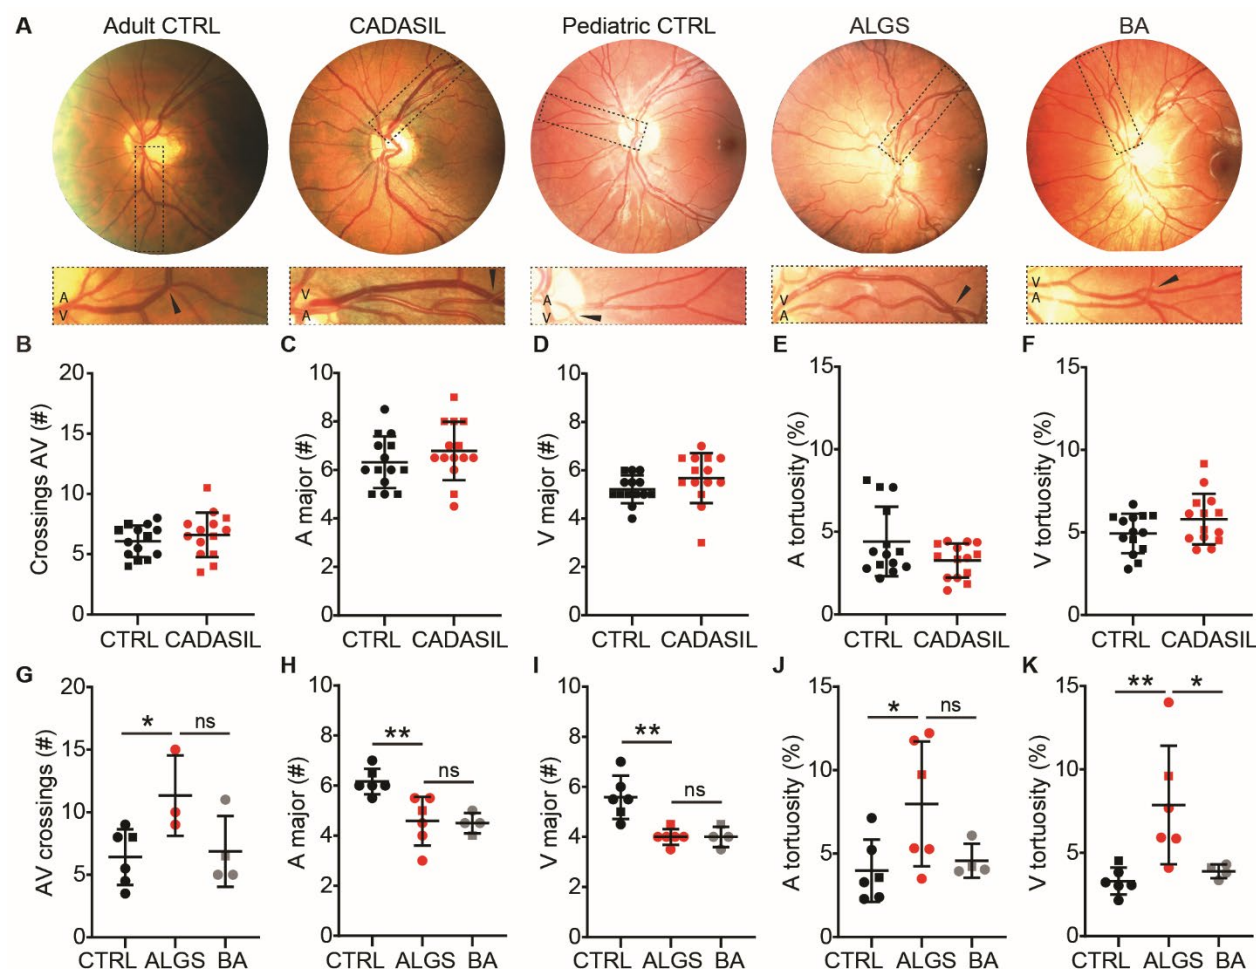 A Adult CTRL CADASIL Pediatric CTRL ALGS BA
A V
V A
A V
V A
V A
B C D E F
Crossings AV (#)
20
15
10
5
0
CTRL CADASIL
A major (#)
10
8
6
4
2
0
CTRL CADASIL
V major (#)
10
8
6
4
2
0
CTRL CADASIL
A tortuosity (%)
15
10
5
0
CTRL CADASIL
V tortuosity (%)
15
10
5
0
CTRL CADASIL
G H I J K
AV crossings (#)
20
15
10
5
0
* ns
CTRL ALGS BA
A major (#)
10
8
6
4
2
0
** ns
CTRL ALGS BA
V major (#)
10
8
6
4
2
0
** ns
CTRL ALGS BA
A tortuosity (%)
15
10
5
0
* ns
CTRL ALGS BA
V tortuosity (%)
15
10
5
0
** *
CTRL ALGS BA